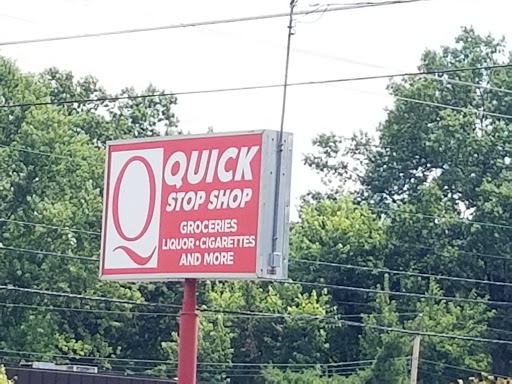 Q
QUICK
STOP SHOP
GROCERIES
LIQUOR • CIGARETTES
AND MORE